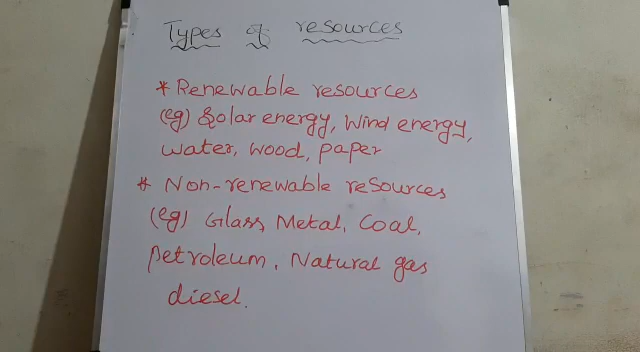 Types of resources
* Renewable resources
(eg) Solar energy, Wind energy,
water, wood, paper
* Non-renewable resources
(eg) Glass, Metal, Coal,
petroleum, Natural gas
diesel.